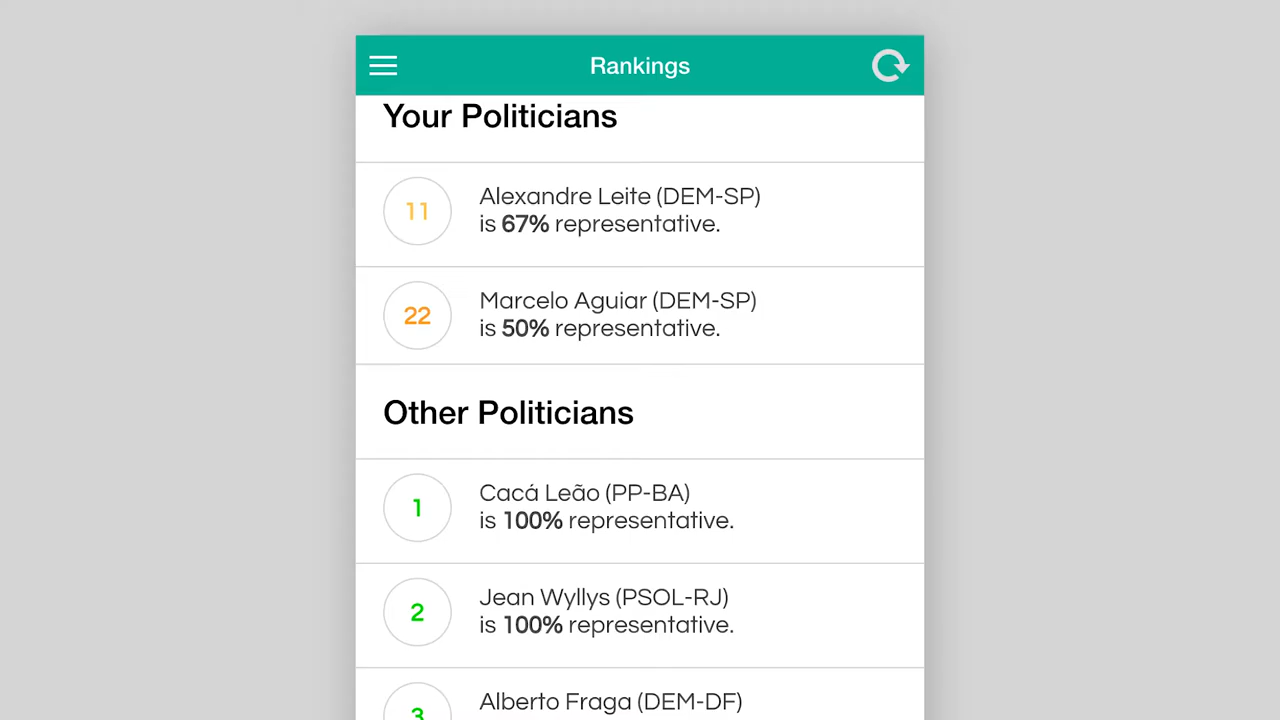 Rankings
Your Politicians
11
Alexandre Leite (DEM-SP)
is 67% representative.
22
Marcelo Aguiar (DEM-SP)
is 50% representative.
Other Politicians
1
Cacá Leão (PP-BA)
is 100% representative.
2
Jean Wyllys (PSOL-RJ)
is 100% representative.
3
Alberto Fraga (DEM-DF)